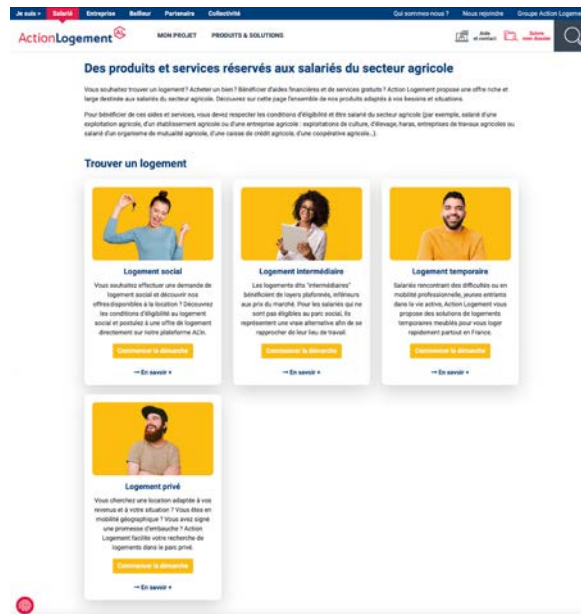 Je suis > Salarié Entreprise Bailleur Partenaire Collectivité Qui sommes-nous ? Nous rejoindre Groupe Action Logement
ActionLogement AL MON PROJET PRODUITS & SOLUTIONS Aide et contact Suivre mon dossier
Des produits et services réservés aux salariés du secteur agricole
Vous souhaitez trouver un logement ? Acheter un bien ? Bénéficier d'aides financières et de services gratuits ? Action Logement propose une offre riche et
large destinée aux salariés du secteur agricole. Découvrez sur cette page l'ensemble de nos produits adaptés à vos besoins et situations.
Pour bénéficier de ces aides et services, vous devez respecter les conditions d'éligibilité et être salarié du secteur agricole (par exemple, salarié d'une
exploitation agricole, d'un établissement agricole ou d'une entreprise agricole : exploitations de culture, d'élevage, haras, entreprises de travaux agricoles ou
salarié d'un organisme de mutualité agricole, d'une caisse de crédit agricole, d'une coopérative agricole...).
Trouver un logement
Logement social
Vous souhaitez effectuer une demande de
logement social et découvrir nos
offres disponibles à la location ? Découvrez
les conditions d'éligibilité au logement
social et postulez à une offre de logement
directement sur notre plateforme AL'in.
Commencer la démarche
→ En savoir +
Logement intermédiaire
Les logements dits "intermédiaires"
bénéficient de loyers plafonnés, inférieurs
aux prix du marché. Pour les salariés qui ne
sont pas éligibles au parc social, ils
représentent une vraie alternative afin de se
rapprocher de leur lieu de travail.
Commencer la démarche
→ En savoir +
Logement temporaire
Salariés rencontrant des difficultés ou en
mobilité professionnelle, jeunes entrants
dans la vie active, Action Logement vous
propose des solutions de logements
temporaires meublés pour vous loger
rapidement partout en France.
Commencer la démarche
→ En savoir +
Logement privé
Vous cherchez une location adaptée à vos
revenus et à votre situation ? Vous êtes en
mobilité géographique ? Vous avez signé
une promesse d'embauche ? Action
Logement facilite votre recherche de
logements dans le parc privé.
Commencer la démarche
→ En savoir +